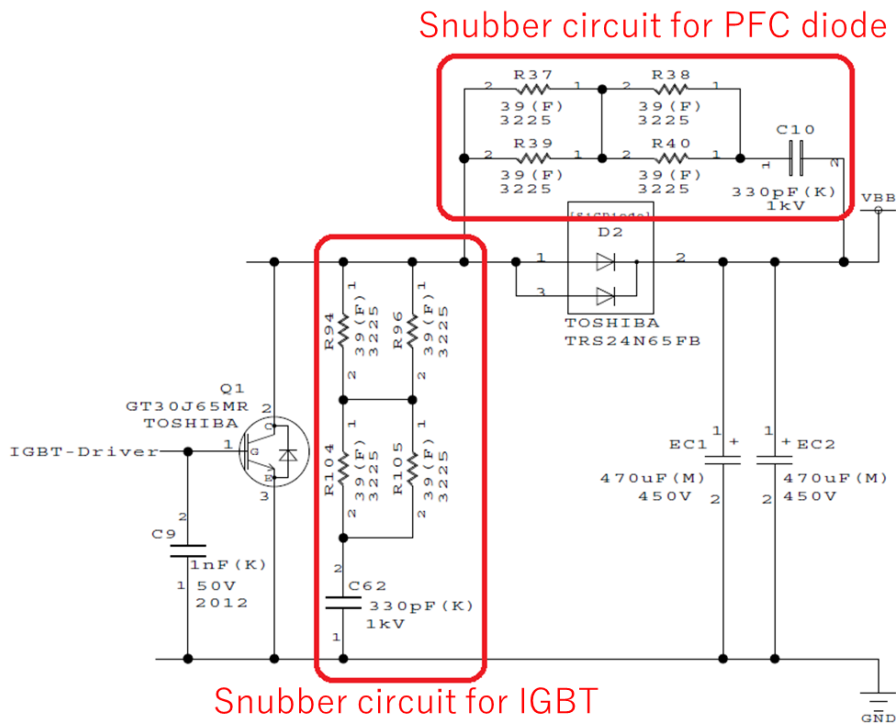 Snubber circuit for PFC diode
2 R37 1 2 R38 1
39(F) 39(F)
3225 3225
2 R39 1 2 R40 1
39(F) 39(F)
3225 3225
C10
1 2
330pF(K)
1kV
VBB
[SiCDiode]
D2
1 2
3
TOSHIBA
TRS24N65FB
1 1
R94 39(F) 3225
R96 39(F) 3225
2 2
1 1
R104 39(F) 3225
R105 39(F) 3225
2 2
Q1
GT30J65MR 2
TOSHIBA
C
IGBT-Driver 1 G
E
3
2
C9
1nF(K)
1 50V
2012
2 C62
330pF(K)
1kV
1
1 + 1 +
EC1 EC2
470uF(M) 470uF(M)
450V 450V
2 2
GND
Snubber circuit for IGBT